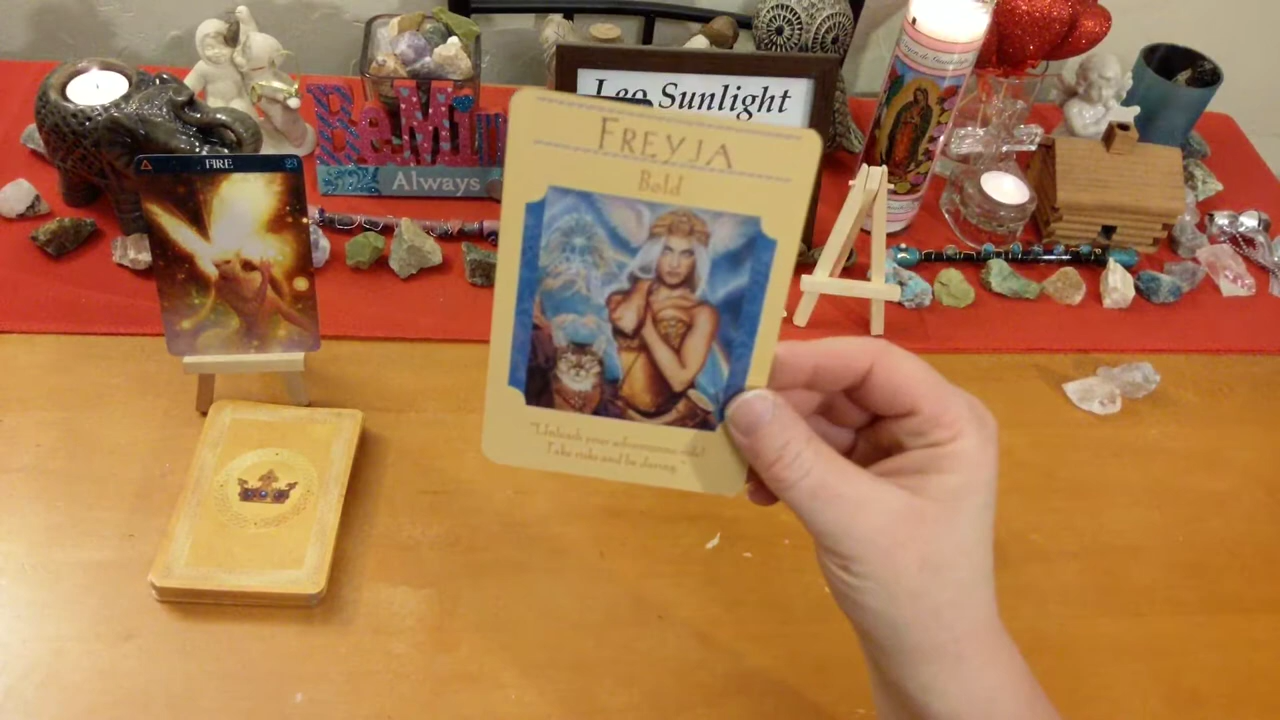 FIRE 23
Be Mine
Always
Leo Sunlight
FREYJA
Bold
"Unleash your adventurous side!
Take risks and be daring."